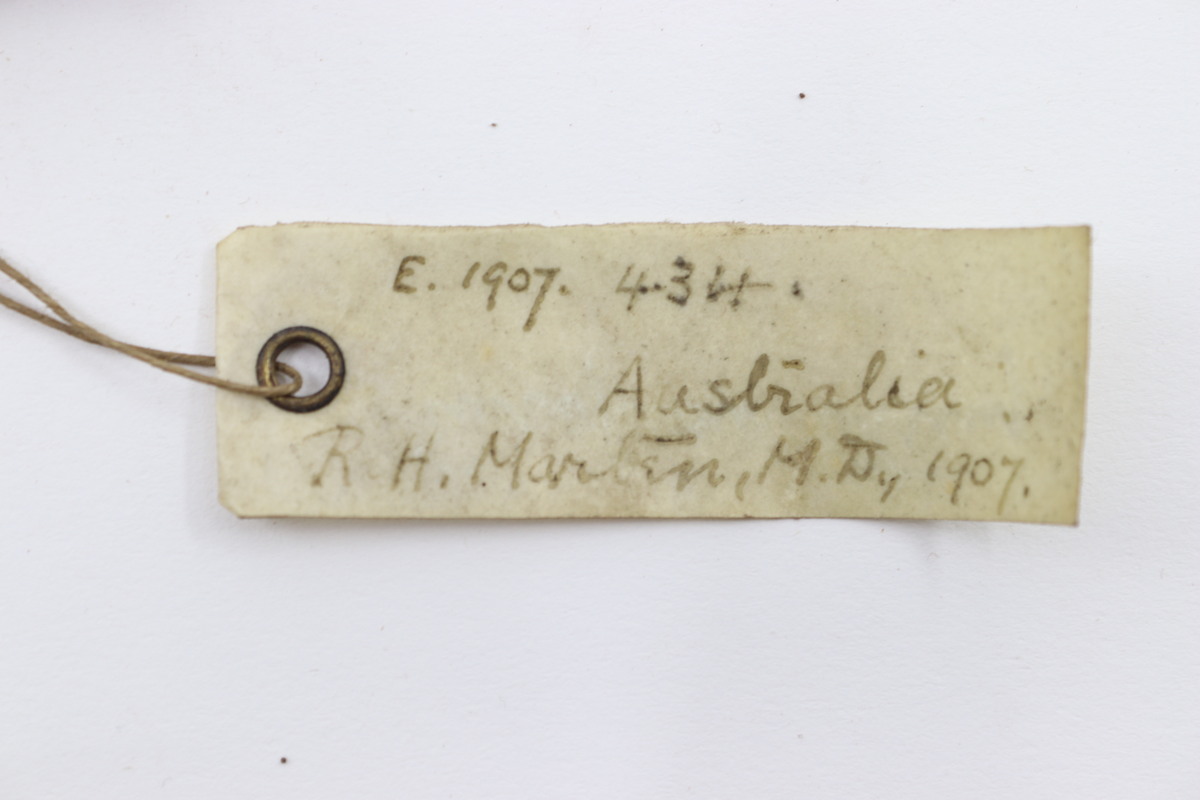 E. 1907. 434.
Australia
R. H. Marten, M.D., 1907.